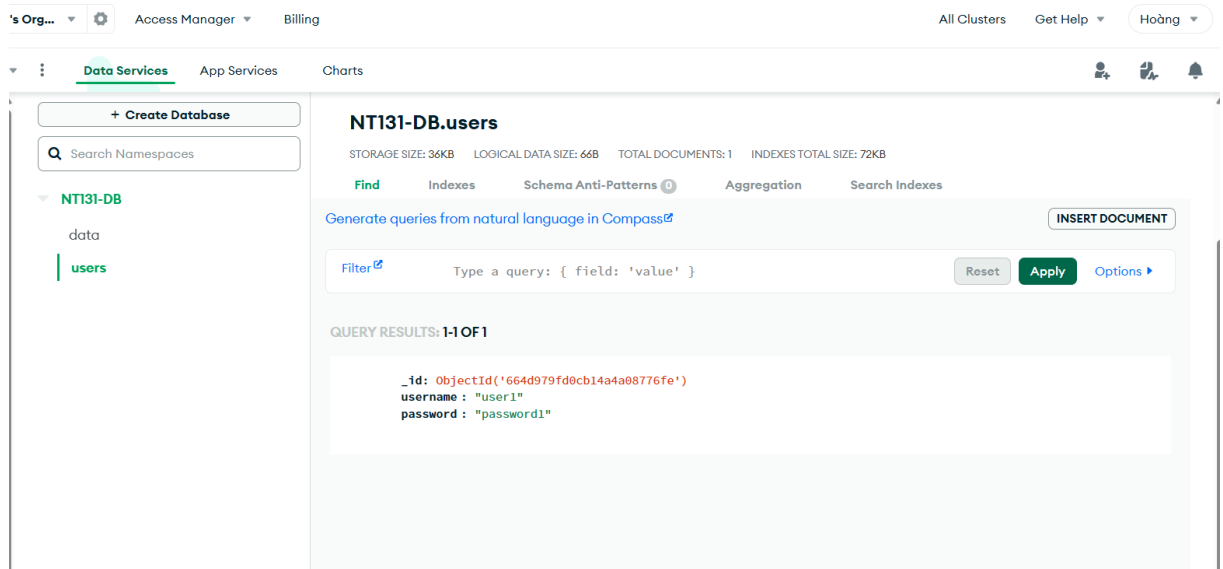 's Org... Access Manager Billing All Clusters Get Help Hoàng
Data Services App Services Charts
+ Create Database
Search Namespaces
NT131-DB
data
users
NT131-DB.users
STORAGE SIZE: 36KB LOGICAL DATA SIZE: 66B TOTAL DOCUMENTS: 1 INDEXES TOTAL SIZE: 72KB
Find Indexes Schema Anti-Patterns 0 Aggregation Search Indexes
Generate queries from natural language in Compass
INSERT DOCUMENT
Filter Type a query: { field: 'value' } Reset Apply Options
QUERY RESULTS: 1-1 OF 1
_id: ObjectId('664d979fd0cb14a4a08776fe')
username : "user1"
password : "password1"